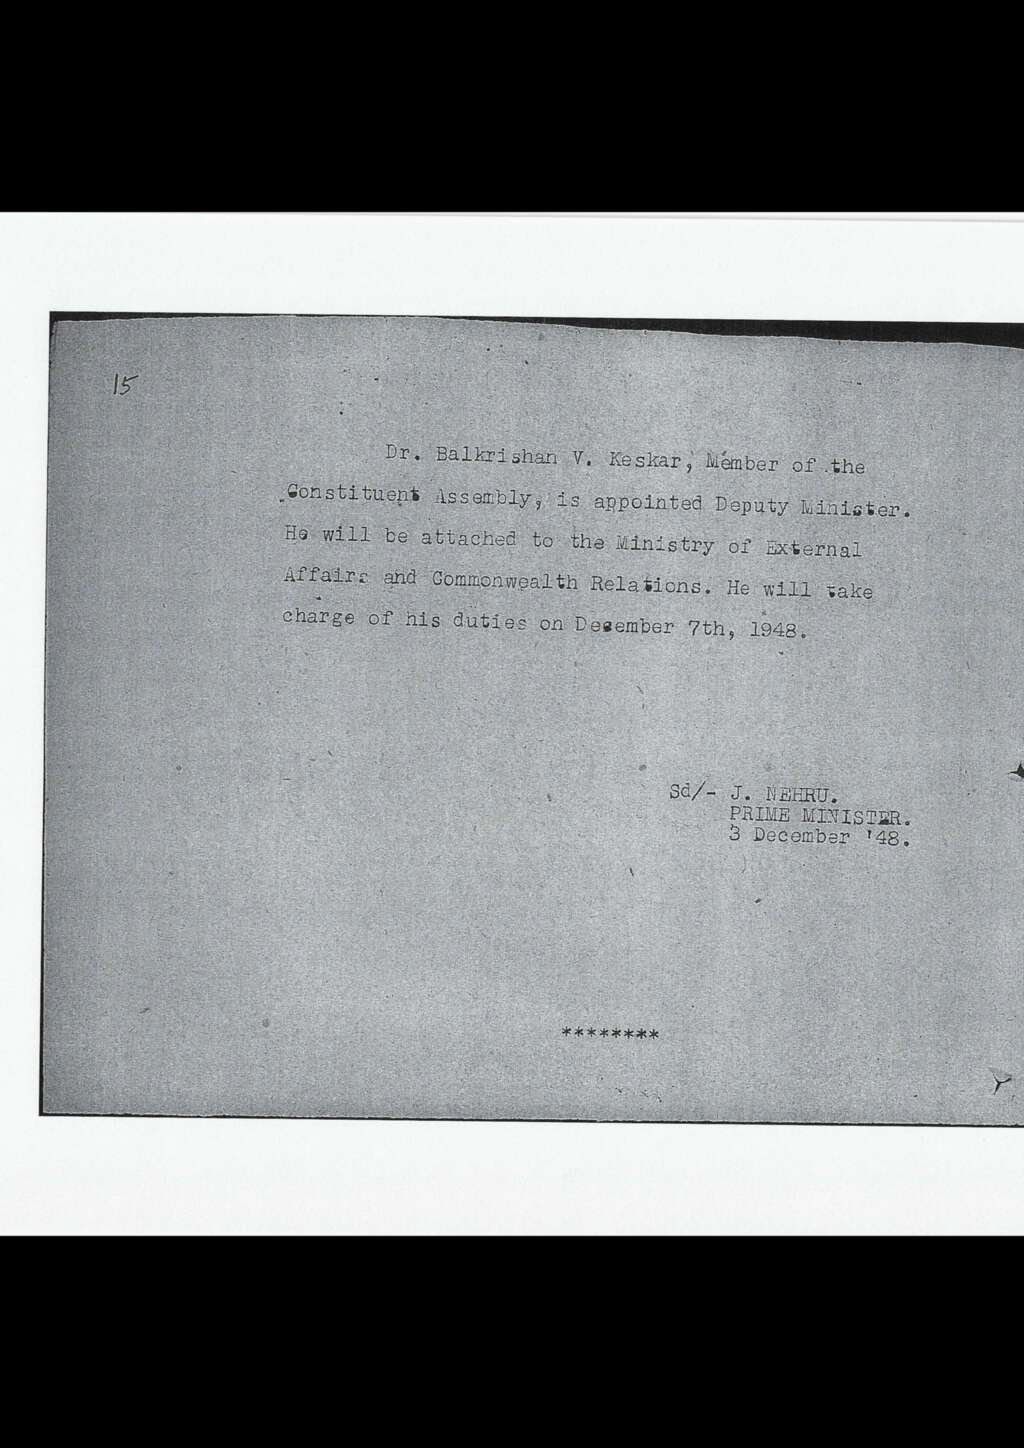 15
Dr. Balkrishan V. Keskar, Member of the
Constituent Assembly, is appointed Deputy Minister.
He will be attached to the Ministry of External
Affairs and Commonwealth Relations. He will take
charge of his duties on December 7th, 1948.
Sd/- J. NEHRU.
PRIME MINISTER.
3 December '48.
********